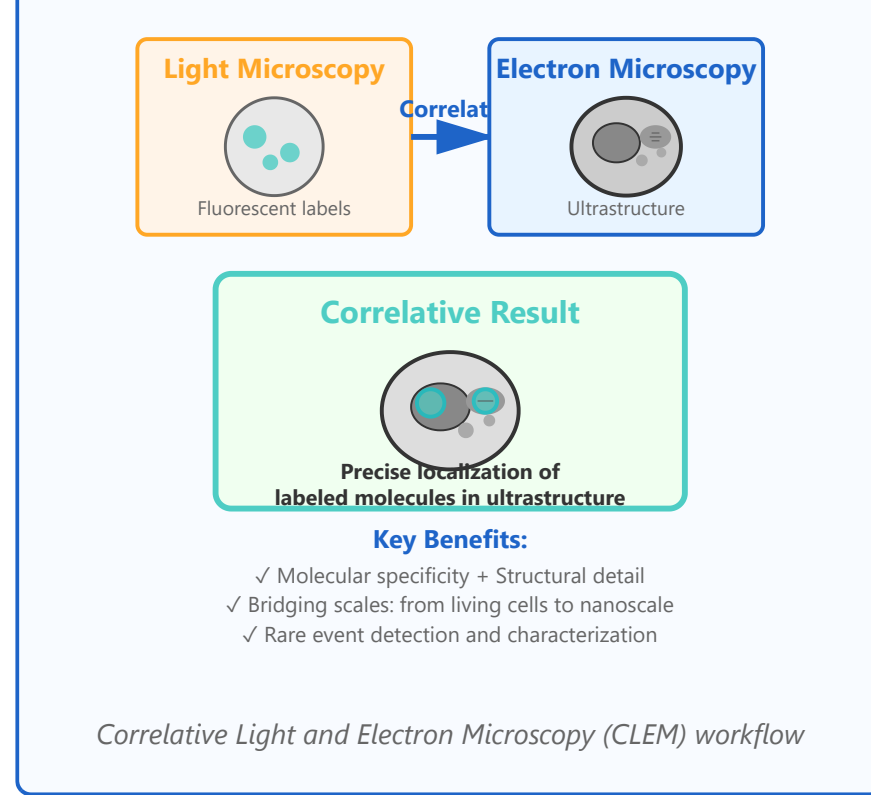 Light Microscopy
Electron Microscopy
Correlat
Fluorescent labels
Ultrastructure
Correlative Result
Precise localization of
labeled molecules in ultrastructure
Key Benefits:
✓ Molecular specificity + Structural detail
✓ Bridging scales: from living cells to nanoscale
✓ Rare event detection and characterization
Correlative Light and Electron Microscopy (CLEM) workflow